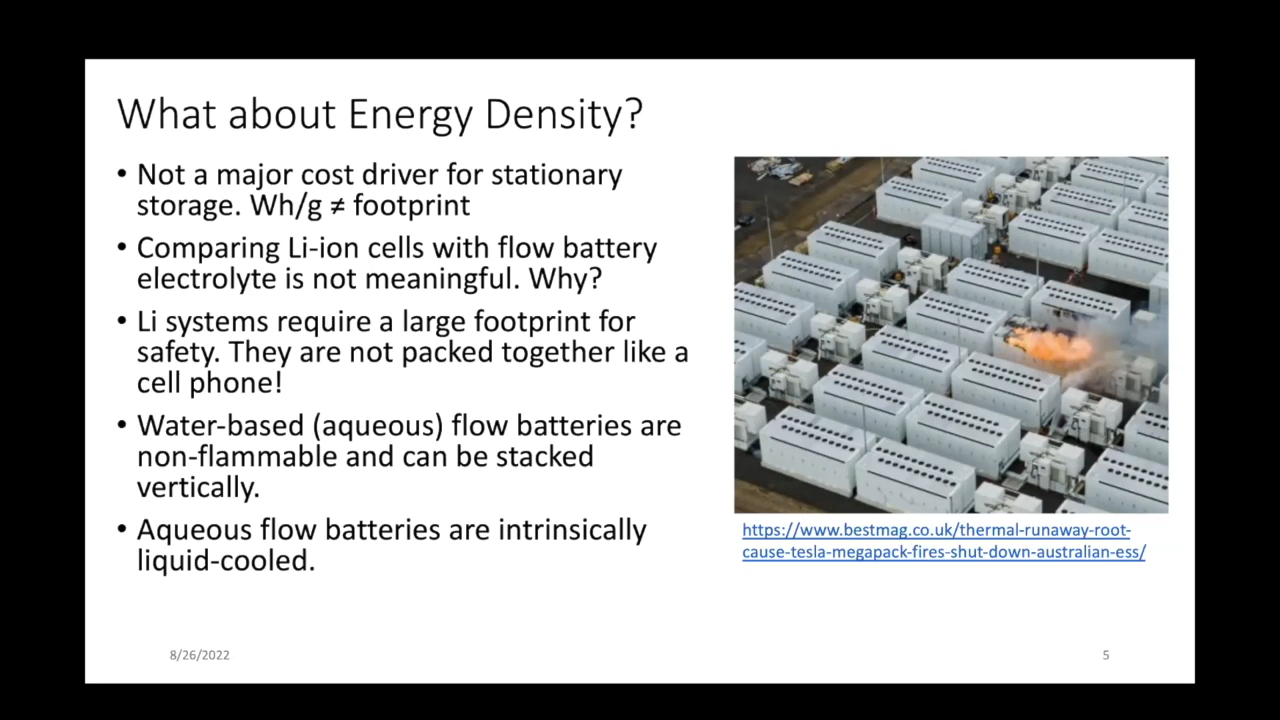 What about Energy Density?
• Not a major cost driver for stationary
storage. Wh/g ≠ footprint
• Comparing Li-ion cells with flow battery
electrolyte is not meaningful. Why?
• Li systems require a large footprint for
safety. They are not packed together like a
cell phone!
• Water-based (aqueous) flow batteries are
non-flammable and can be stacked
vertically.
• Aqueous flow batteries are intrinsically
liquid-cooled.
https://www.bestmag.co.uk/thermal-runaway-root-
cause-tesla-megapack-fires-shut-down-australian-ess/
8/26/2022
5